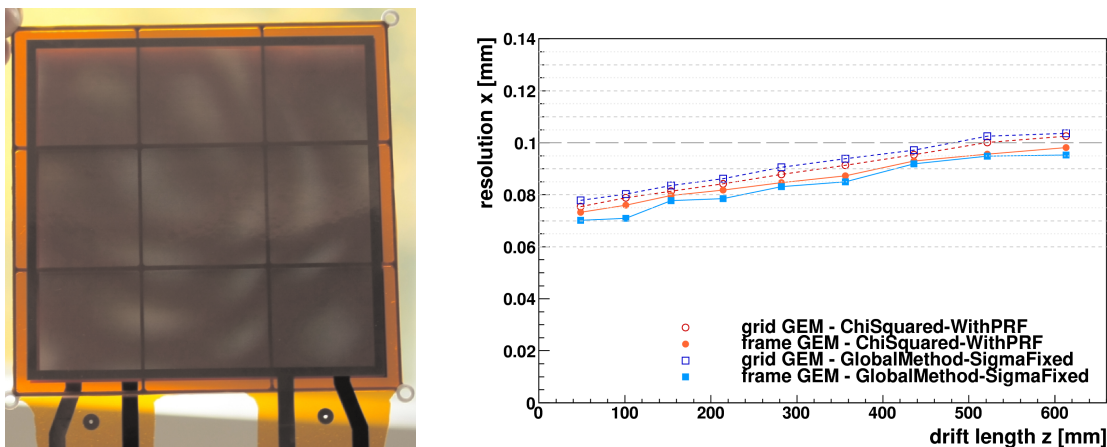 resolution x [mm]
0.14
0.12
0.1
0.08
0.06
0.04
0.02
0
grid GEM - ChiSquared-WithPRF
frame GEM - ChiSquared-WithPRF
grid GEM - GlobalMethod-SigmaFixed
frame GEM - GlobalMethod-SigmaFixed
0 100 200 300 400 500 600
drift length z [mm]